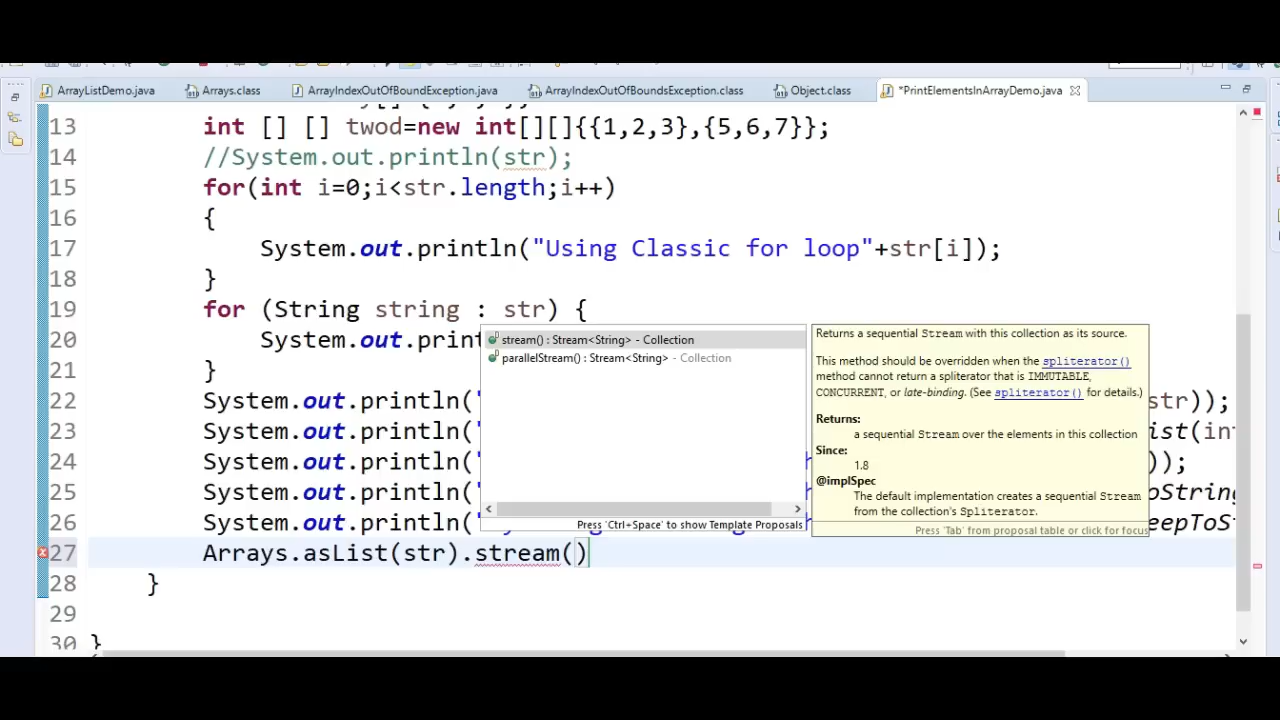 ArrayListDemo.java Arrays.class ArrayIndexOutOfBoundException.java ArrayIndexOutOfBoundsException.class Object.class *PrintElementsInArrayDemo.java
13 int [] [] twod=new int[][]{{1,2,3},{5,6,7}};
14 //System.out.println(str);
15 for(int i=0;i<str.length;i++)
16 {
17 System.out.println("Using Classic for loop"+str[i]);
18 }
19 for (String string : str) {
20 System.out.print
21 }
22 System.out.println(" str));
23 System.out.println(" ist(in
24 System.out.println(" ));
25 System.out.println(" oString
26 System.out.println(" eepToS
27 Arrays.asList(str).stream()
28 }
29
30 }
stream() : Stream<String> - Collection
parallelStream() : Stream<String> - Collection
Press 'Ctrl+Space' to show Template Proposals
Returns a sequential Stream with this collection as its source.
This method should be overridden when the spliterator()
method cannot return a spliterator that is IMMUTABLE,
CONCURRENT, or late-binding. (See spliterator() for details.)
Returns:
a sequential Stream over the elements in this collection
Since:
1.8
@implSpec
The default implementation creates a sequential Stream
from the collection's Spliterator.
Press 'Tab' from proposal table or click for focus